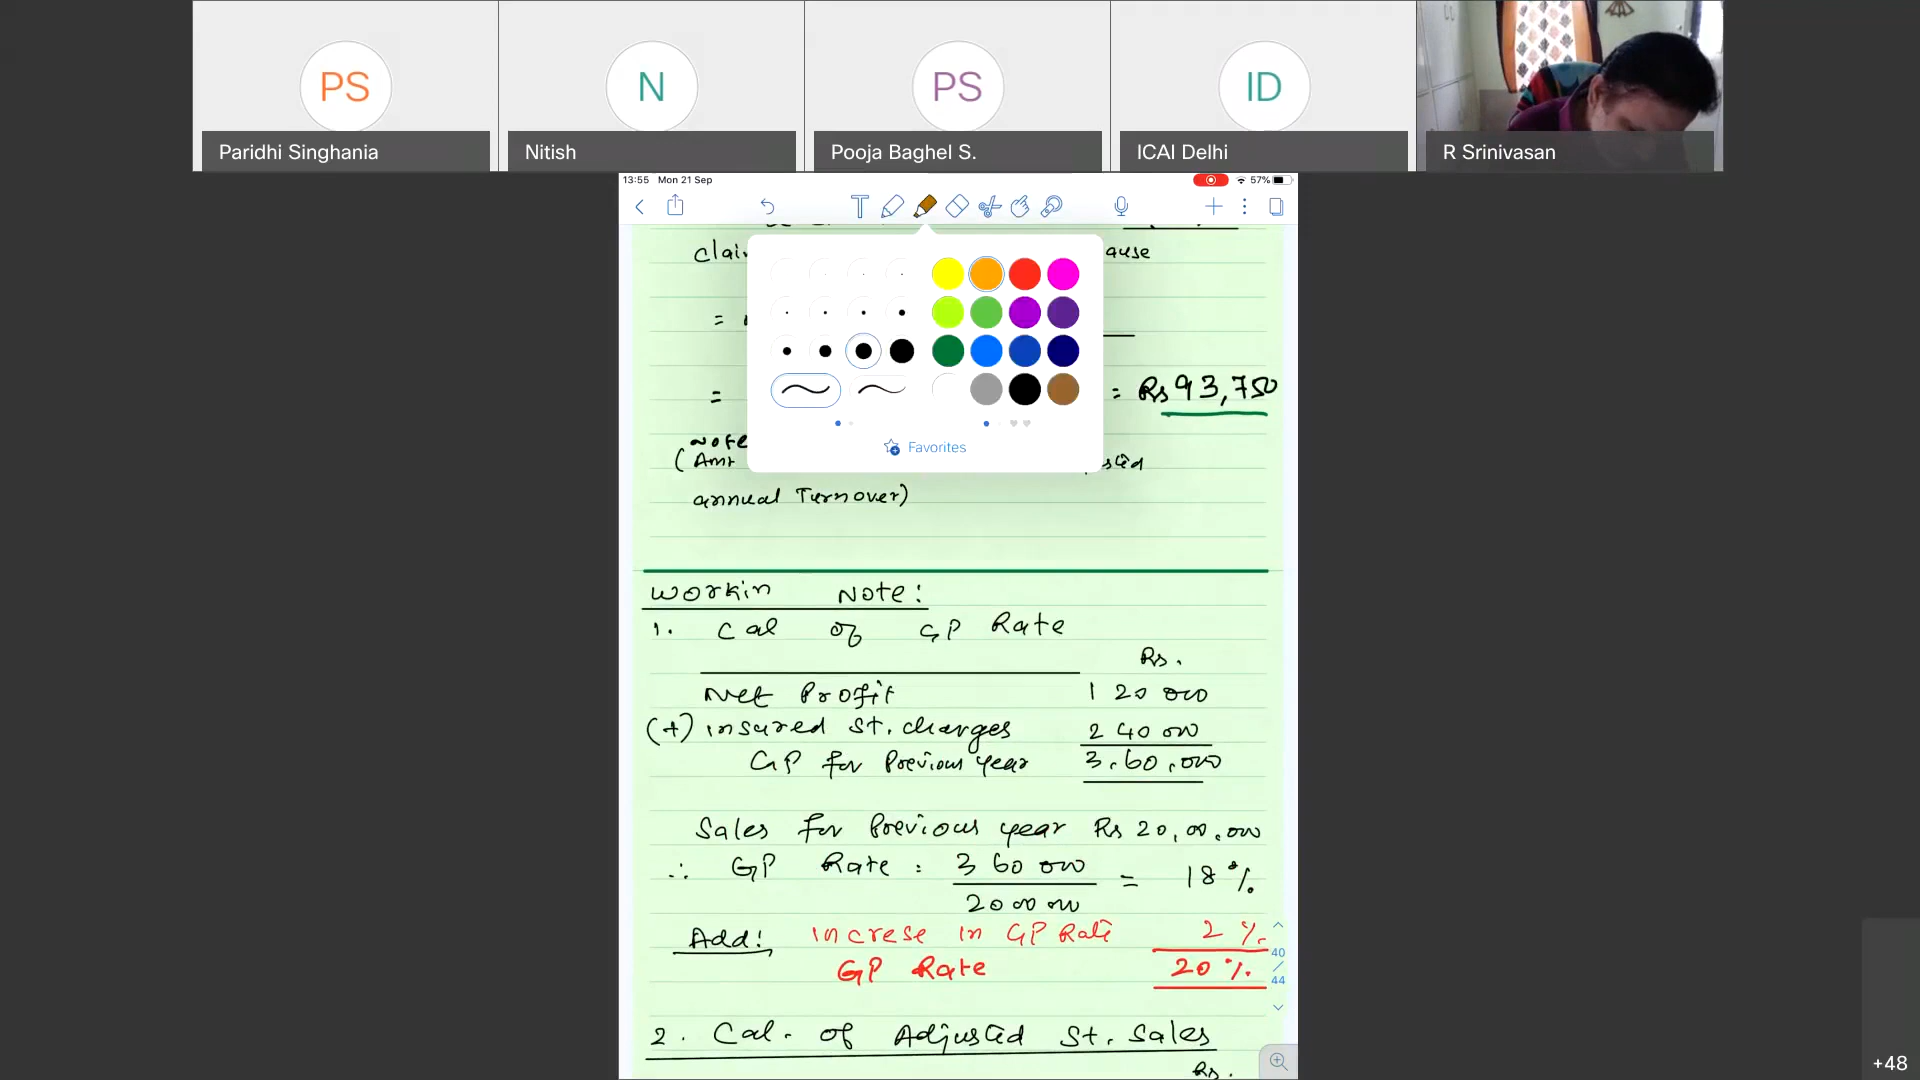 PS
N
PS
ID
Paridhi Singhania
Nitish
Pooja Baghel S.
ICAI Delhi
R Srinivasan
13:55 Mon 21 Sep
57%
T
ause
=
= = Rs 93,750
Note
(Amt
annual Turnover)
Favorites
Workin Note:
1. Cal of GP Rate
Rs.
Net Profit 1 20 000
(+) insured St. charges 2 40 000
GP for Previous year 3,60,000
Sales for Previous year Rs 20,00,000
∴ GP Rate : 3 60 000
= 18%
20 00 000
Add: increse in GP Rate 2%
GP Rate 20%
40
/
44
2. Cal. of Adjusted St. Sales
Rs.
+48